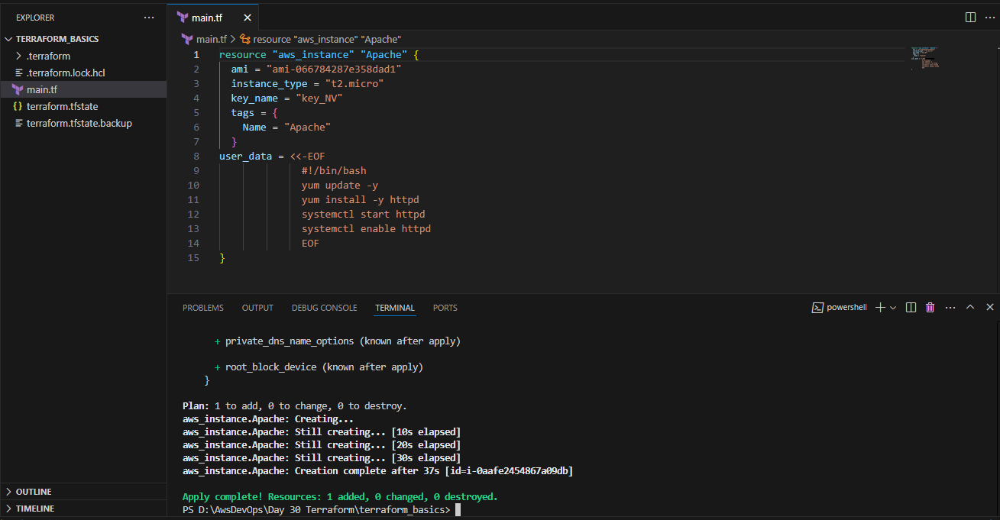 EXPLORER
TERRAFORM_BASICS
.terraform
.terraform.lock.hcl
main.tf
terraform.tfstate
terraform.tfstate.backup
OUTLINE
TIMELINE
main.tf
main.tf > resource "aws_instance" "Apache"
1 resource "aws_instance" "Apache" {
2 ami = "ami-066784287e358dad1"
3 instance_type = "t2.micro"
4 key_name = "key_NV"
5 tags = {
6 Name = "Apache"
7 }
8 user_data = <<-EOF
9 #!/bin/bash
10 yum update -y
11 yum install -y httpd
12 systemctl start httpd
13 systemctl enable httpd
14 EOF
15 }
PROBLEMS OUTPUT DEBUG CONSOLE TERMINAL PORTS powershell
+ private_dns_name_options (known after apply)
+ root_block_device (known after apply)
}
Plan: 1 to add, 0 to change, 0 to destroy.
aws_instance.Apache: Creating...
aws_instance.Apache: Still creating... [10s elapsed]
aws_instance.Apache: Still creating... [20s elapsed]
aws_instance.Apache: Still creating... [30s elapsed]
aws_instance.Apache: Creation complete after 37s [id=i-0aafe2454867a09db]
Apply complete! Resources: 1 added, 0 changed, 0 destroyed.
PS D:\AwsDevOps\Day 30 Terraform\terraform_basics>